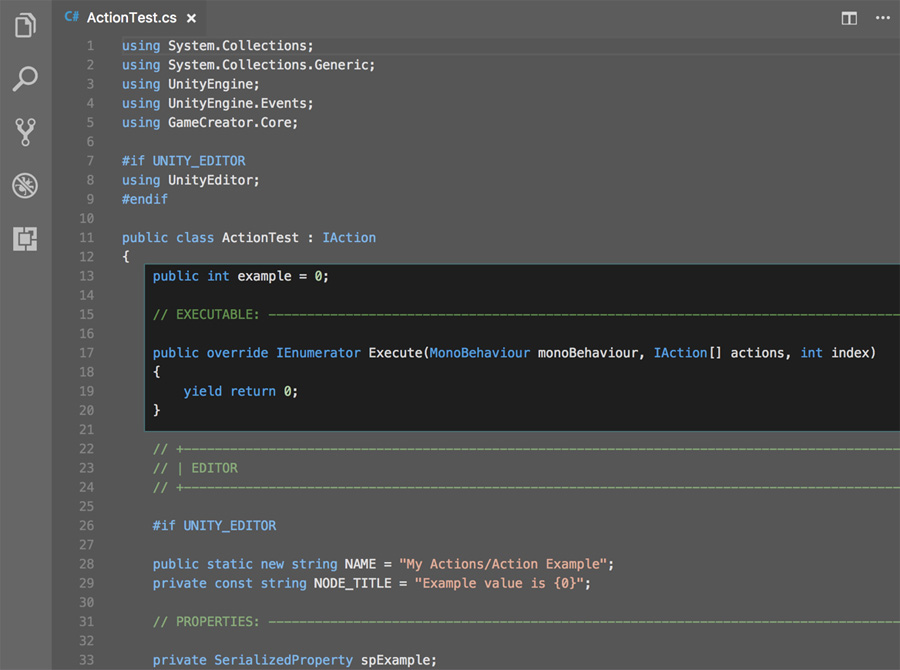 C# ActionTest.cs ×
1 using System.Collections;
2 using System.Collections.Generic;
3 using UnityEngine;
4 using UnityEngine.Events;
5 using GameCreator.Core;
6
7 #if UNITY_EDITOR
8 using UnityEditor;
9 #endif
10
11 public class ActionTest : IAction
12 {
13 public int example = 0;
14
15 // EXECUTABLE: ----------------------------------------------------------------------------------
16
17 public override IEnumerator Execute(MonoBehaviour monoBehaviour, IAction[] actions, int index)
18 {
19 yield return 0;
20 }
21
22 // +---------------------------------------------------------------------------------------------
23 // | EDITOR
24 // +---------------------------------------------------------------------------------------------
25
26 #if UNITY_EDITOR
27
28 public static new string NAME = "My Actions/Action Example";
29 private const string NODE_TITLE = "Example value is {0}";
30
31 // PROPERTIES: ----------------------------------------------------------------------------------
32
33 private SerializedProperty spExample;